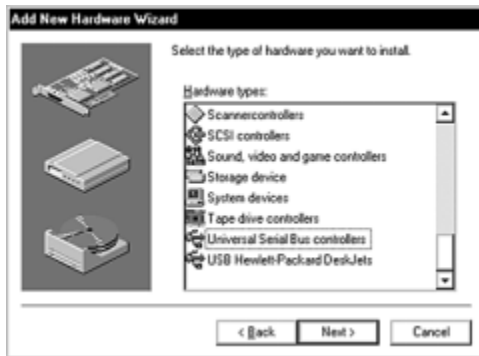 Add New Hardware Wizard
Select the type of hardware you want to install.
Hardware types:
Scannercontrollers
SCSI controllers
Sound, video and game controllers
Storage device
System devices
Tape drive controllers
Universal Serial Bus controllers
USB Hewlett-Packard DeskJets
< Back
Next >
Cancel